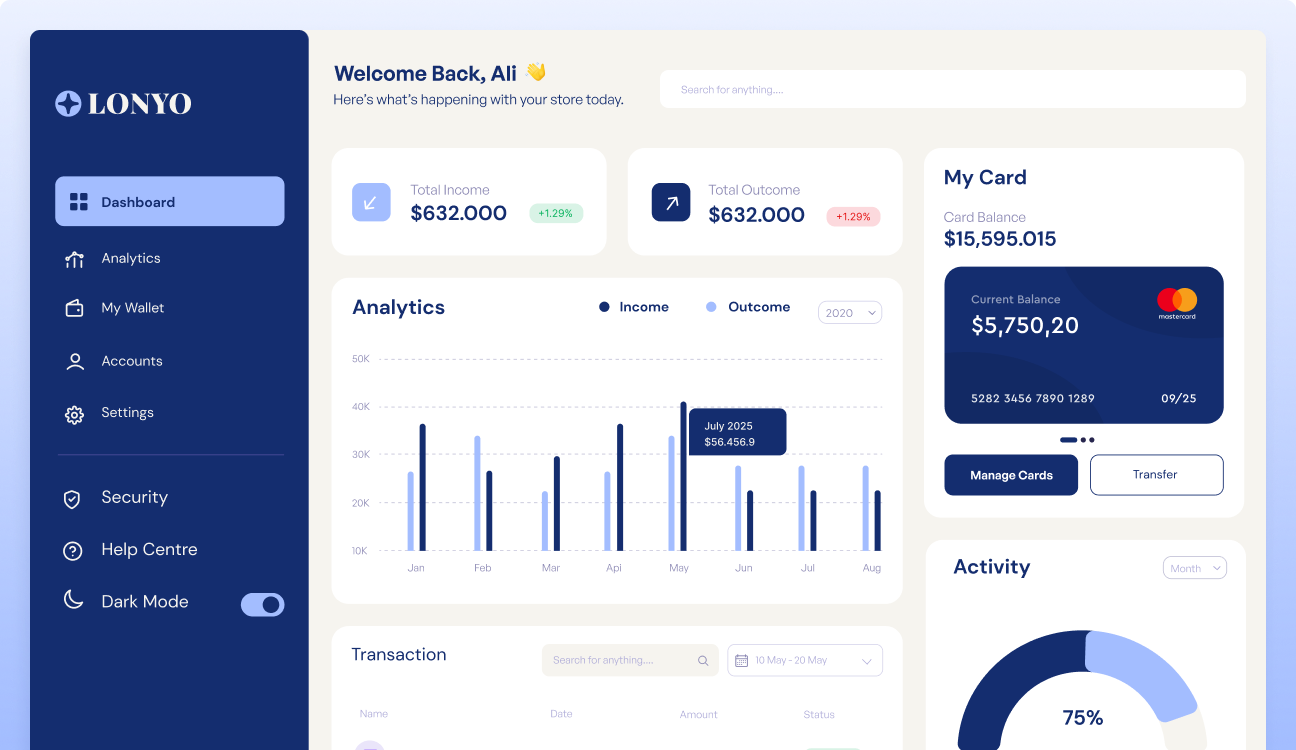 LONYO
Dashboard
Analytics
My Wallet
Accounts
Settings
Security
Help Centre
Dark Mode
Welcome Back, Ali 👋
Here's what's happening with your store today.
Search for anything....
Total Income
$632.000
+1.29%
Total Outcome
$632.000
+1.29%
Analytics
Income
Outcome
2020
50K
40K
30K
20K
10K
July 2025
$56.456.9
Jan Feb Mar Api May Jun Jul Aug
Transaction
Search for anything....
10 May - 20 May
Name Date Amount Status
My Card
Card Balance
$15,595.015
Current Balance
$5,750,20
mastercard
5282 3456 7890 1289
09/25
Manage Cards
Transfer
Activity
Month
75%